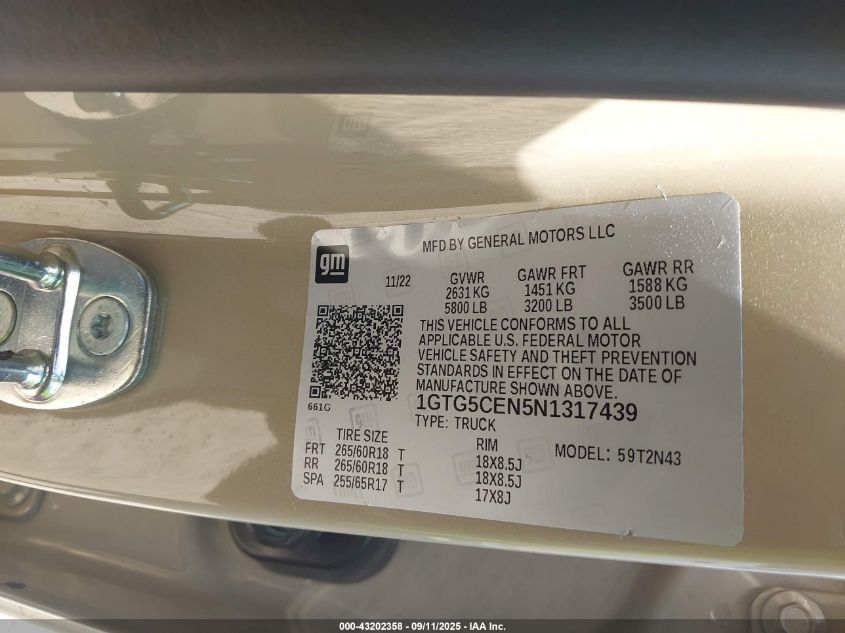 gm
MFD BY GENERAL MOTORS LLC
11/22 GVWR GAWR FRT GAWR RR
2631 KG 1451 KG 1588 KG
5800 LB 3200 LB 3500 LB
THIS VEHICLE CONFORMS TO ALL
APPLICABLE U.S. FEDERAL MOTOR
VEHICLE SAFETY AND THEFT PREVENTION
STANDARDS IN EFFECT ON THE DATE OF
MANUFACTURE SHOWN ABOVE.
661G
1GTG5CEN5N1317439
TYPE: TRUCK
TIRE SIZE RIM MODEL: 59T2N43
FRT 265/60R18 T 18X8.5J
RR 265/60R18 T 18X8.5J
SPA 255/65R17 T 17X8J
000-43202358 - 09/11/2025 - IAA Inc.